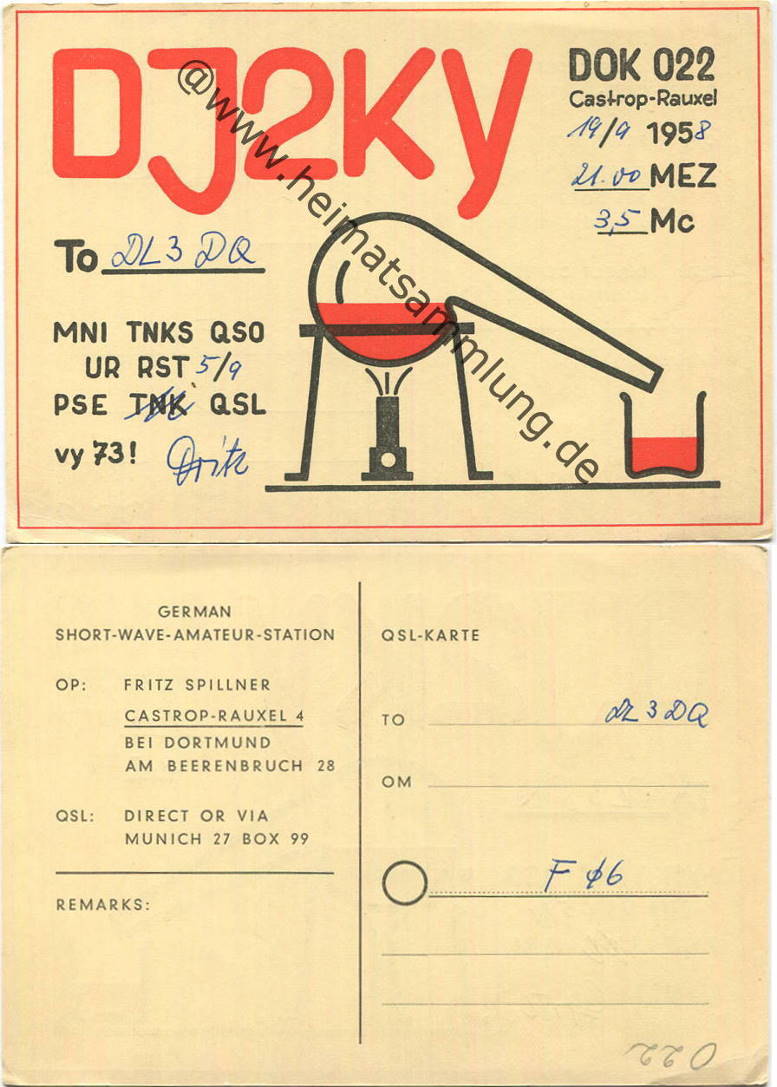 DJ2KY
DOK 022
Castrop-Rauxel
19/9 1958
21.00 MEZ
3,5 Mc
To DL3DQ
MNI TNKS QSO
UR RST 5/9
PSE TNK QSL
vy 73! Fritz
@www.heimatsammlung.de
GERMAN
SHORT-WAVE-AMATEUR-STATION
OP: FRITZ SPILLNER
CASTROP-RAUXEL 4
BEI DORTMUND
AM BEERENBRUCH 28
QSL: DIRECT OR VIA
MUNICH 27 BOX 99
REMARKS:
QSL-KARTE
TO DL3DQ
OM
F06
022